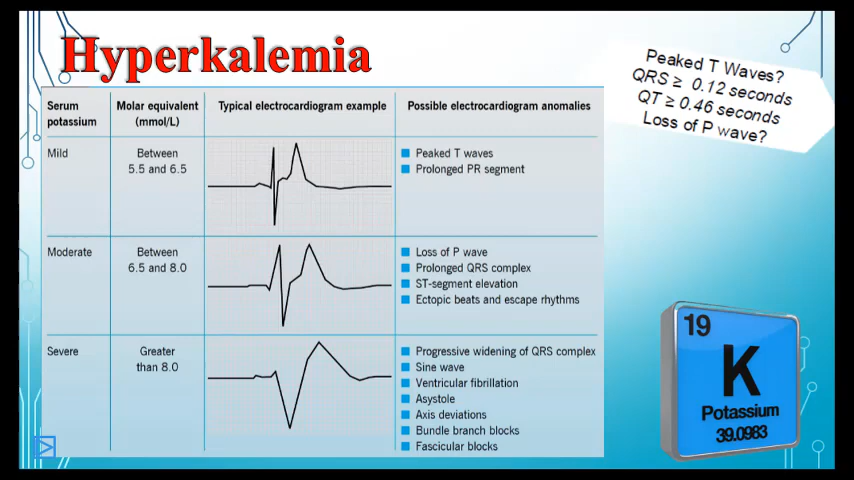 Hyperkalemia
Peaked T Waves?
QRS ≥ 0.12 seconds
QT ≥ 0.46 seconds
Loss of P wave?
Serum potassium
Molar equivalent (mmol/L)
Typical electrocardiogram example
Possible electrocardiogram anomalies
Mild
Between
5.5 and 6.5
Peaked T waves
Prolonged PR segment
Moderate
Between
6.5 and 8.0
Loss of P wave
Prolonged QRS complex
ST-segment elevation
Ectopic beats and escape rhythms
Severe
Greater
than 8.0
Progressive widening of QRS complex
Sine wave
Ventricular fibrillation
Asystole
Axis deviations
Bundle branch blocks
Fascicular blocks
19
K
Potassium
39.0983